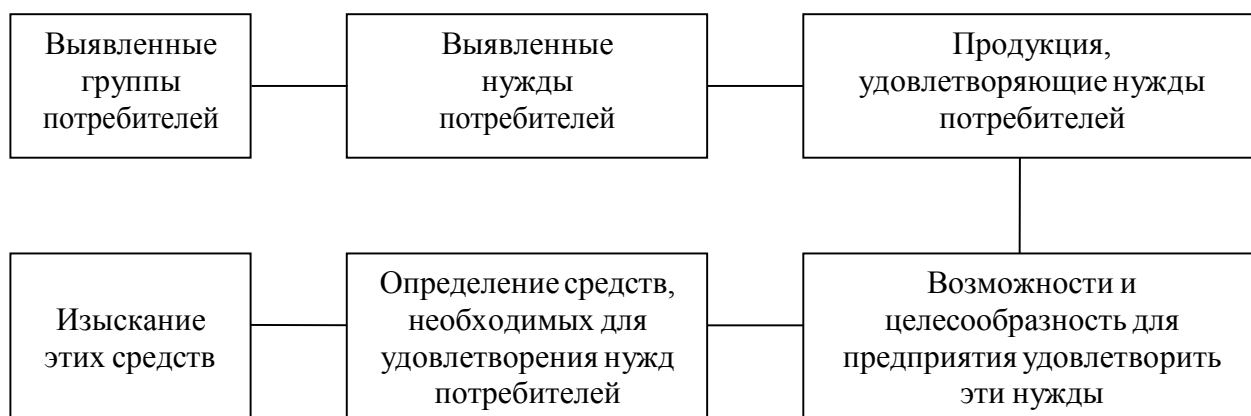 Выявленные
группы
потребителей
Выявленные
нужды
потребителей
Продукция,
удовлетворяющие нужды
потребителей
Изыскание
этих средств
Определение средств,
необходимых для
удовлетворения нужд
потребителей
Возможности и
целесообразность для
предприятия удовлетворить
эти нужды